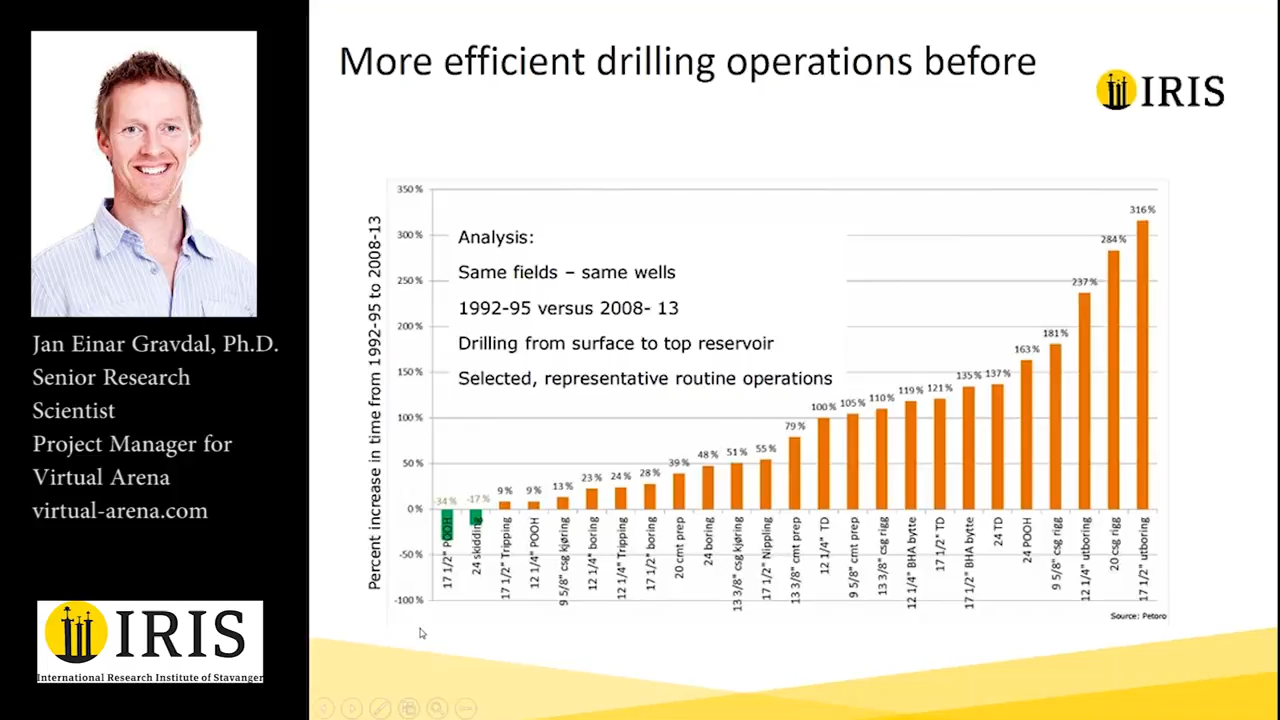 More efficient drilling operations before
IRIS
Jan Einar Gravdal, Ph.D.
Senior Research
Scientist
Project Manager for
Virtual Arena
virtual-arena.com
IRIS
International Research Institute of Stavanger
Percent increase in time from 1992-95 to 2008-13
350 %
300 %
250 %
200 %
150 %
100 %
50 %
0 %
-50 %
-100 %
Analysis:
Same fields – same wells
1992-95 versus 2008- 13
Drilling from surface to top reservoir
Selected, representative routine operations
-34 %
-17 %
9 %
9 %
13 %
23 %
24 %
28 %
39 %
48 %
51 %
55 %
79 %
100 %
105 %
110 %
119 %
121 %
135 %
137 %
163 %
181 %
237 %
284 %
316 %
17 1/2" POOH
24 skidding
17 1/2" Tripping
12 1/4" POOH
9 5/8" csg kjøring
12 1/4" boring
12 1/4" Tripping
17 1/2" boring
20 cmt prep
24 boring
13 3/8" csg kjøring
17 1/2" Nippling
13 3/8" cmt prep
12 1/4" TD
9 5/8" cmt prep
13 3/8" csg rigg
12 1/4" BHA bytte
17 1/2" TD
17 1/2" BHA bytte
24 TD
24 POOH
9 5/8" csg rigg
12 1/4" utboring
20 csg rigg
17 1/2" utboring
Source: Petoro